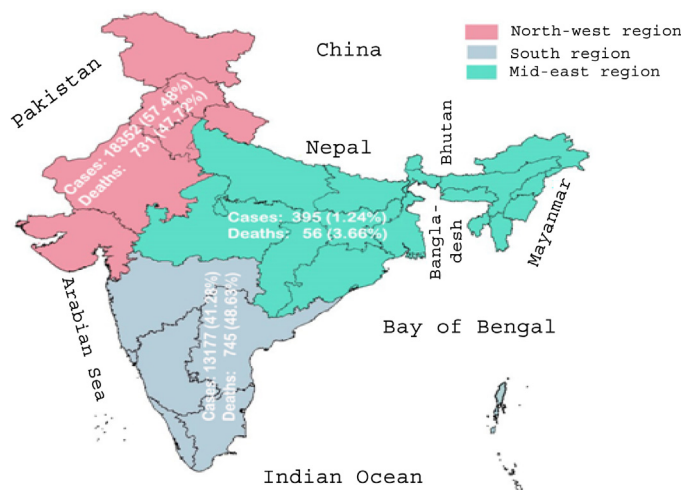 North-west region
South region
Mid-east region
China
Pakistan
Cases: 18352 (57.48%)
Deaths: 731 (47.72%)
Nepal
Bhutan
Cases: 395 (1.24%)
Deaths: 56 (3.66%)
Bangla-
desh
Mayanmar
Arabian Sea
Cases: 13177 (41.28%)
Deaths: 745 (48.63%)
Bay of Bengal
Indian Ocean